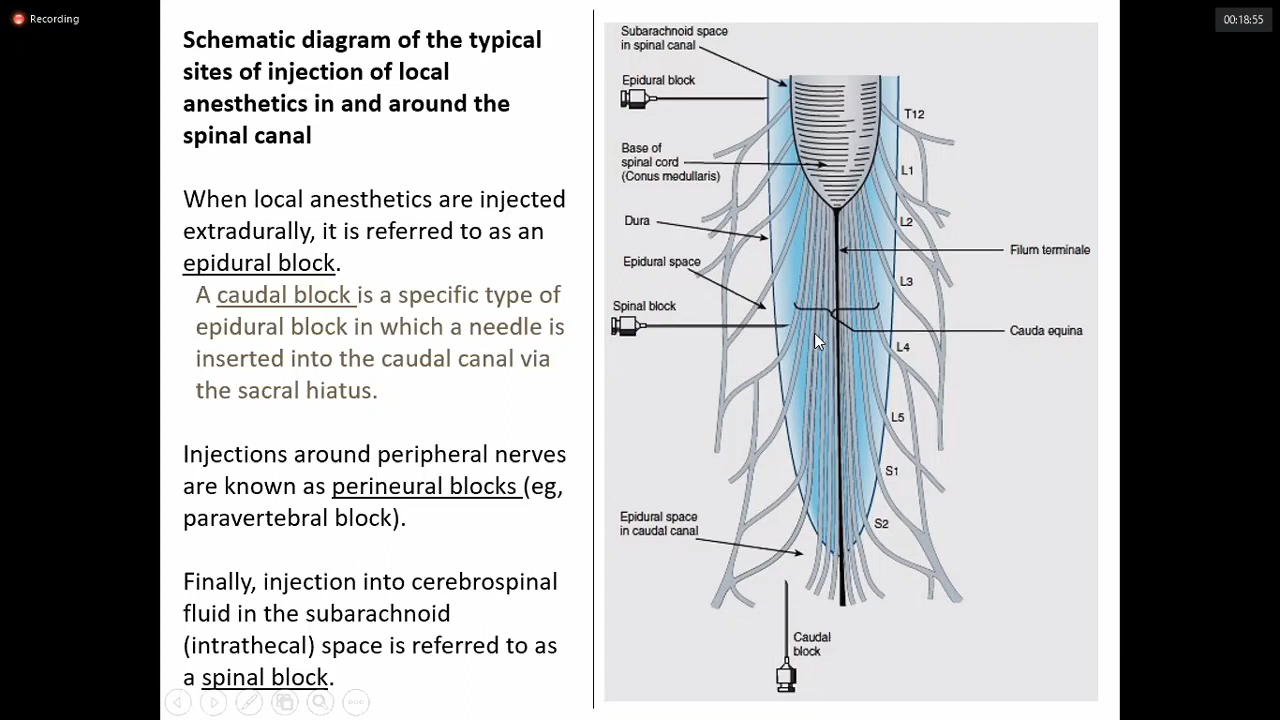 Recording
00:18:55
Schematic diagram of the typical
sites of injection of local
anesthetics in and around the
spinal canal
When local anesthetics are injected
extradurally, it is referred to as an
epidural block.
A caudal block is a specific type of
epidural block in which a needle is
inserted into the caudal canal via
the sacral hiatus.
Injections around peripheral nerves
are known as perineural blocks (eg,
paravertebral block).
Finally, injection into cerebrospinal
fluid in the subarachnoid
(intrathecal) space is referred to as
a spinal block.
Subarachnoid space
in spinal canal
Epidural block
T12
Base of
spinal cord
(Conus medullaris)
L1
Dura
L2
Filum terminale
Epidural space
L3
Spinal block
Cauda equina
L4
L5
S1
Epidural space
in caudal canal
S2
Caudal
block